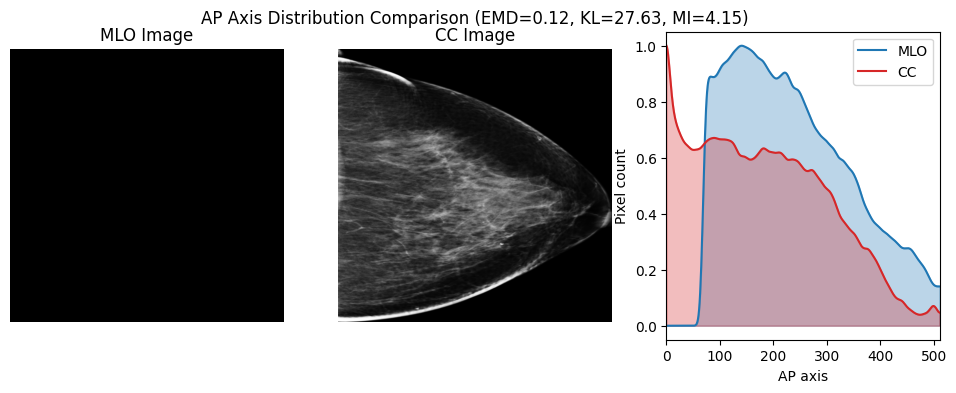 AP Axis Distribution Comparison (EMD=0.12, KL=27.63, MI=4.15)
MLO Image
CC Image
MLO
CC
Pixel count
1.0
0.8
0.6
0.4
0.2
0.0
0 100 200 300 400 500
AP axis